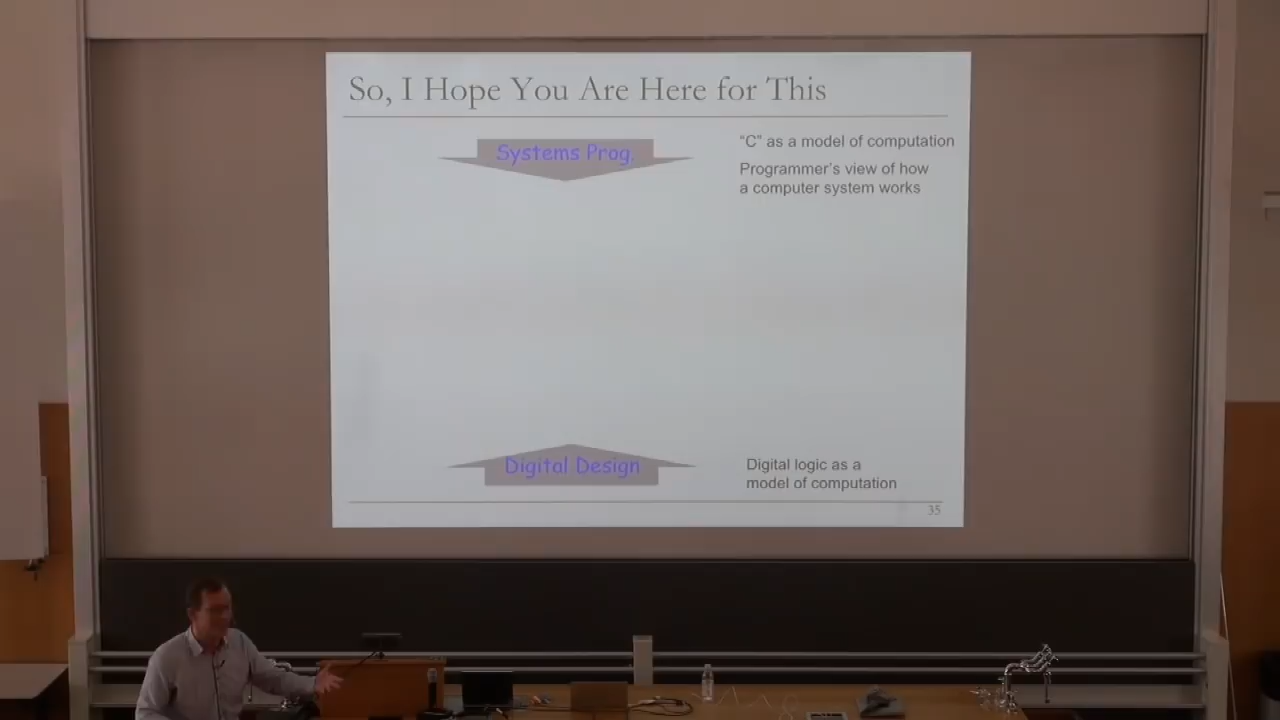 So, I Hope You Are Here for This
Systems Prog.
“C” as a model of computation
Programmer’s view of how
a computer system works
Digital Design
Digital logic as a
model of computation
35